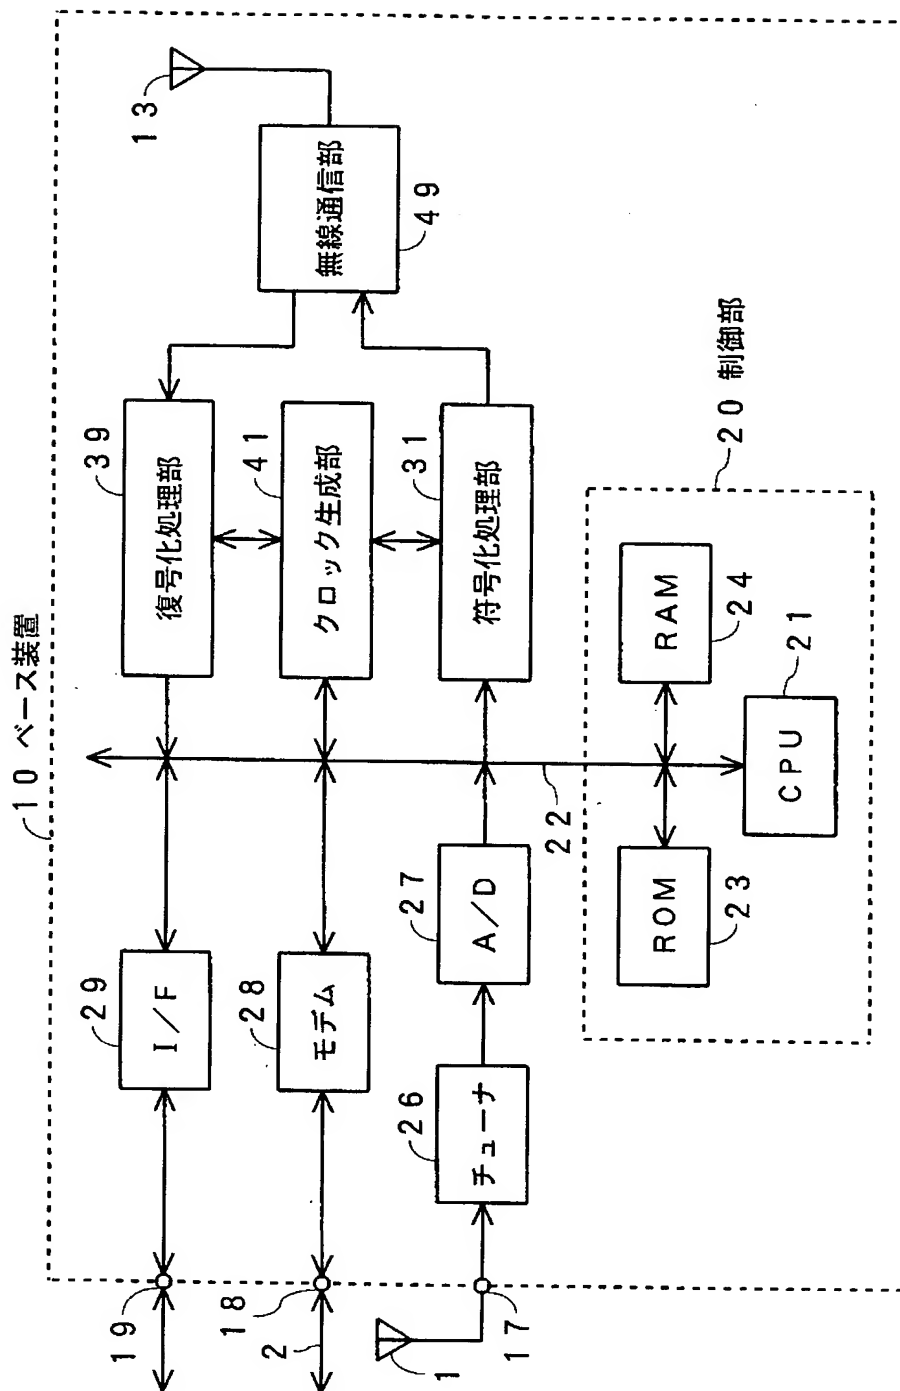 10 ベース装置
19
29
I/F
39
復号化処理部
13
18
2
28
モデム
41
クロック生成部
無線通信部
49
1
17
26
チューナ
27
A/D
31
符号化処理部
22
20 制御部
ROM
23
RAM
24
CPU
21